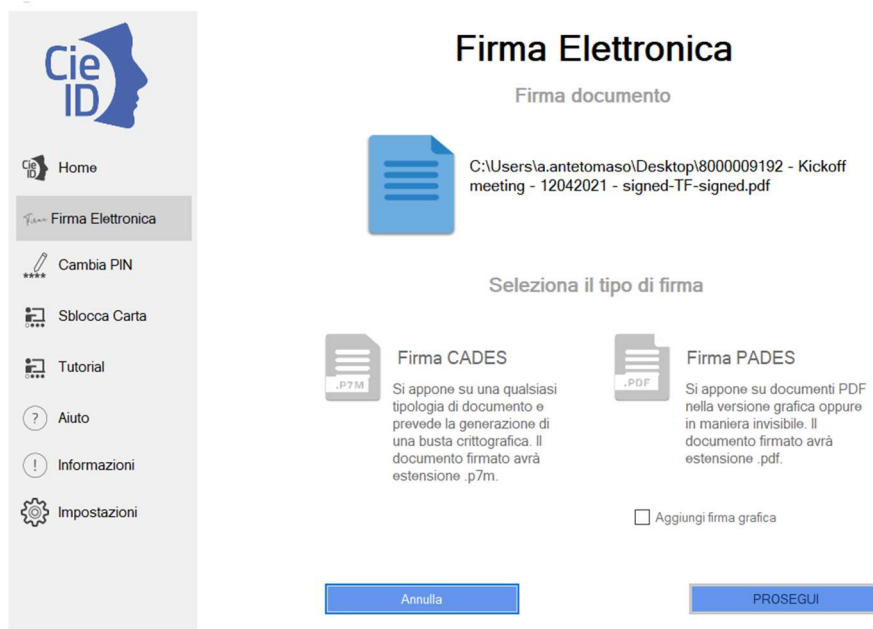 Cie
ID
Cie
ID
Home
Firma
Firma Elettronica
****
Cambia PIN
Sblocca Carta
Tutorial
?
Aiuto
!
Informazioni
Impostazioni
Firma Elettronica
Firma documento
C:\Users\a.antetomaso\Desktop\8000009192 - Kickoff
meeting - 12042021 - signed-TF-signed.pdf
Seleziona il tipo di firma
.P7M
Firma CADES
Si appone su una qualsiasi
tipologia di documento e
prevede la generazione di
una busta crittografica. Il
documento firmato avrà
estensione .p7m.
.PDF
Firma PADES
Si appone su documenti PDF
nella versione grafica oppure
in maniera invisibile. Il
documento firmato avrà
estensione .pdf.
Aggiungi firma grafica
Annulla
PROSEGUI